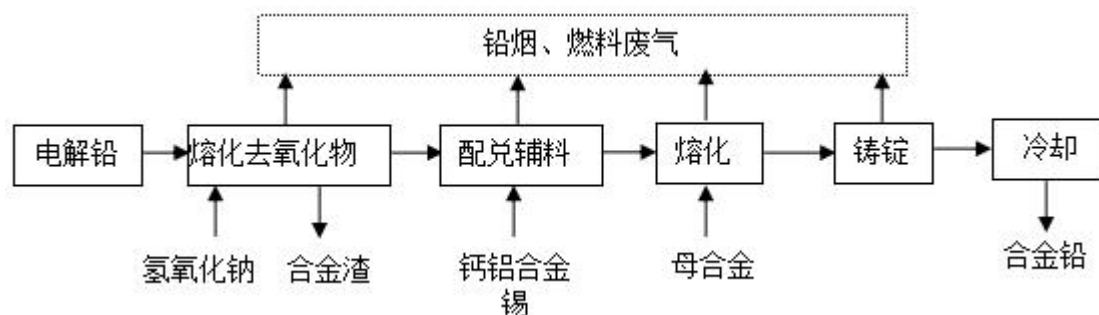 铅烟、燃料废气
电解铅
熔化去氧化物
配兑辅料
熔化
铸锭
冷却
氢氧化钠
合金渣
钙铝合金
锡
母合金
合金铅